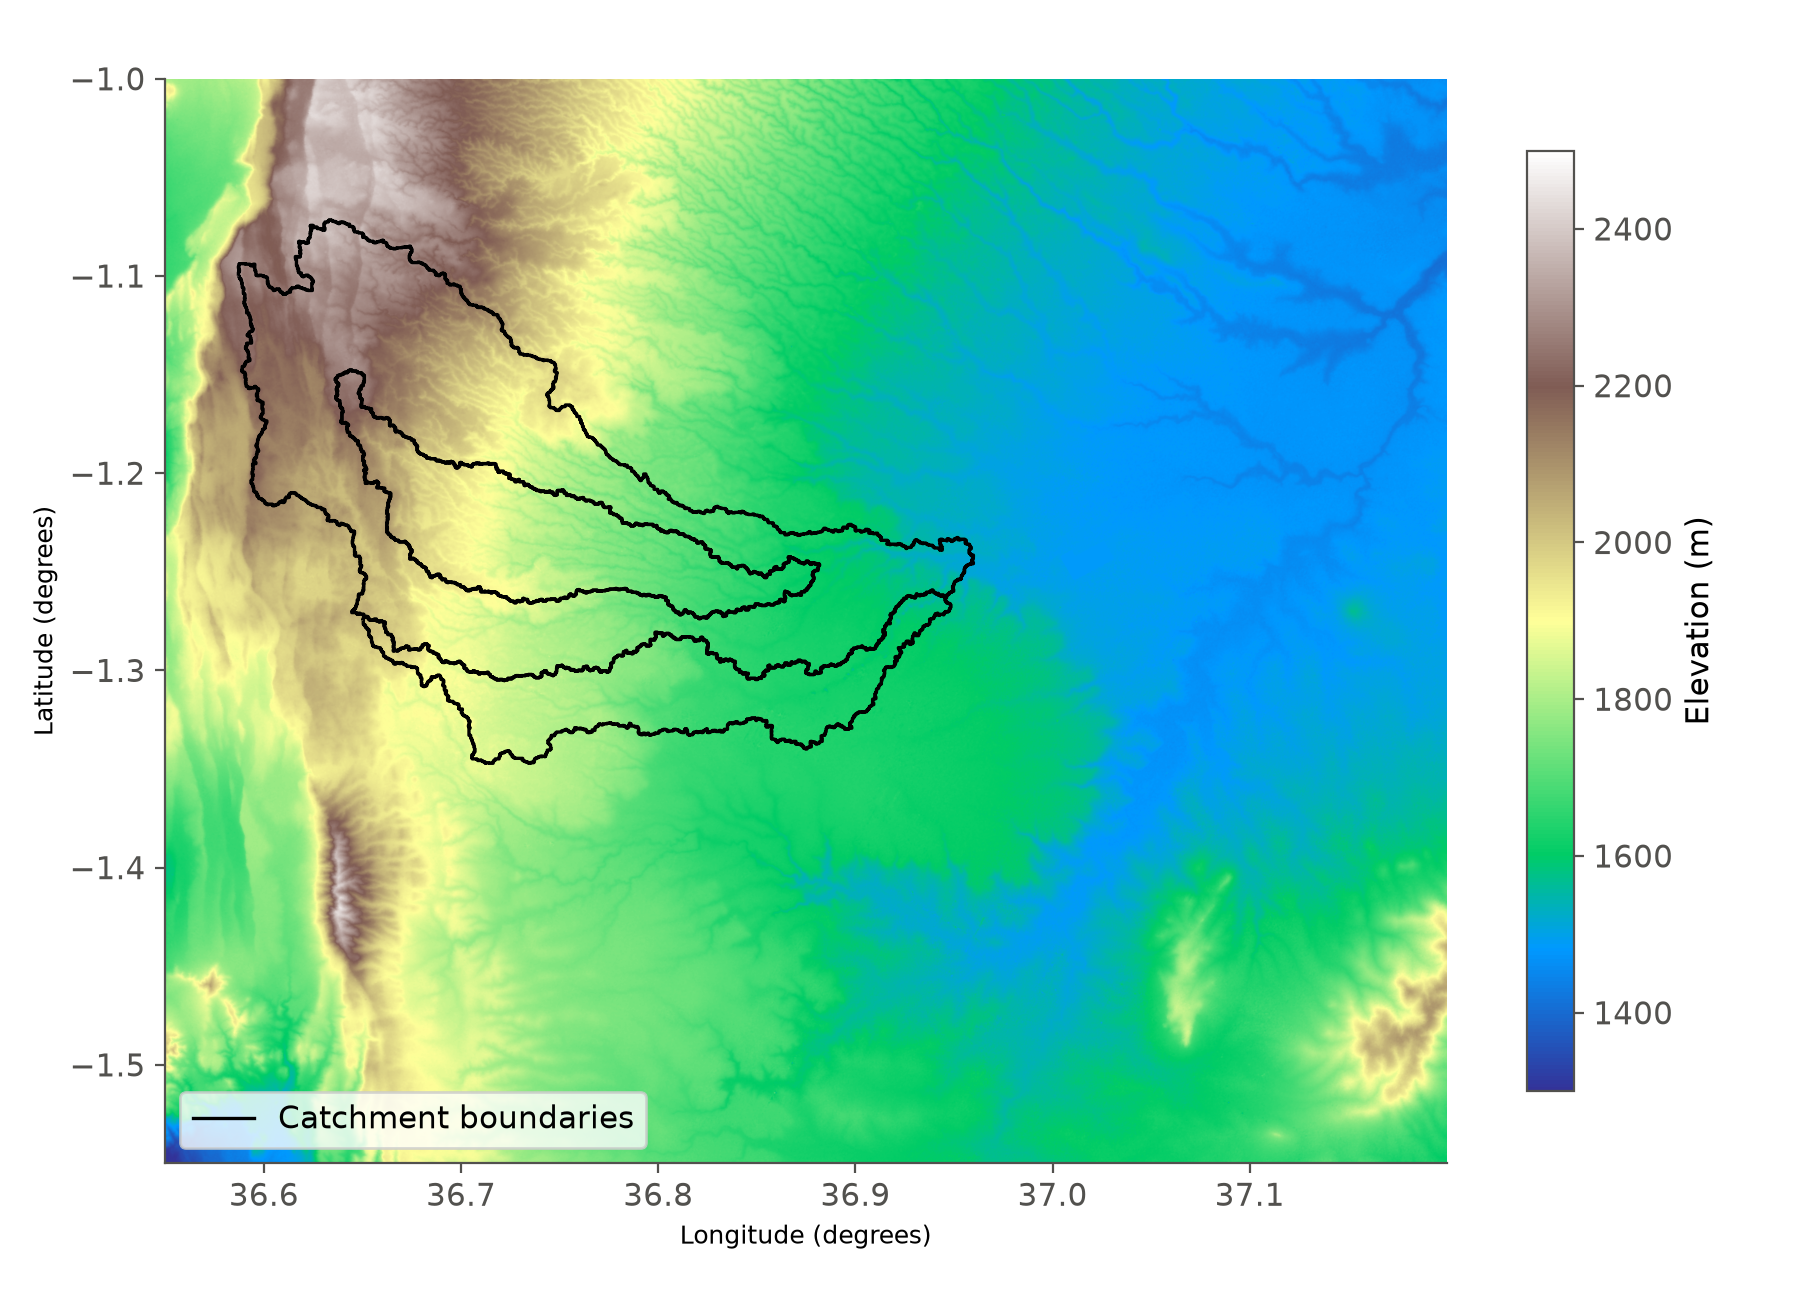 −1.0
−1.1
−1.2
−1.3
−1.4
−1.5
Latitude (degrees)
36.6 36.7 36.8 36.9 37.0 37.1
Longitude (degrees)
Catchment boundaries
2400
2200
2000
1800
1600
1400
Elevation (m)